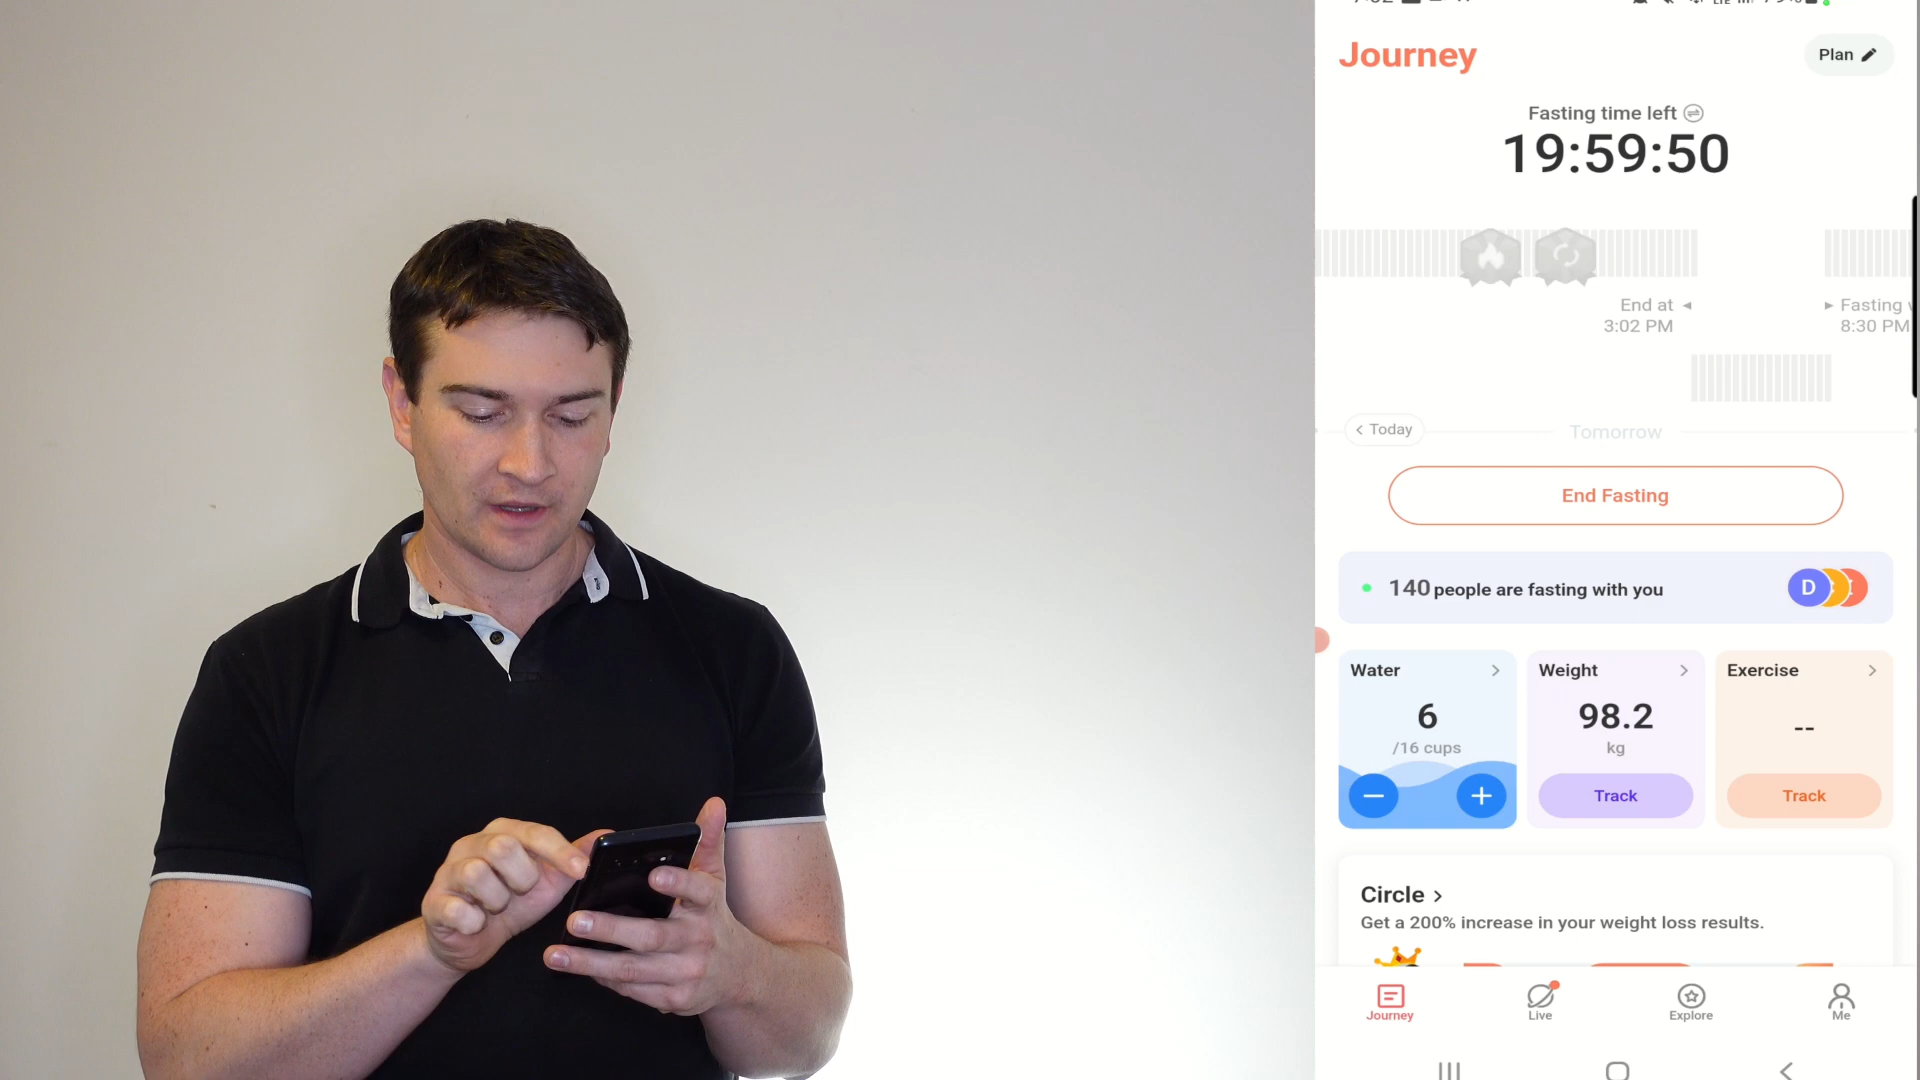 Journey
Plan
Fasting time left
19:59:50
End at
3:02 PM
Fasting
8:30 PM
Today
Tomorrow
End Fasting
140 people are fasting with you
D
Water
6
/16 cups
Weight
98.2
kg
Track
Exercise
--
Track
Circle
Get a 200% increase in your weight loss results.
Journey
Live
Explore
Me